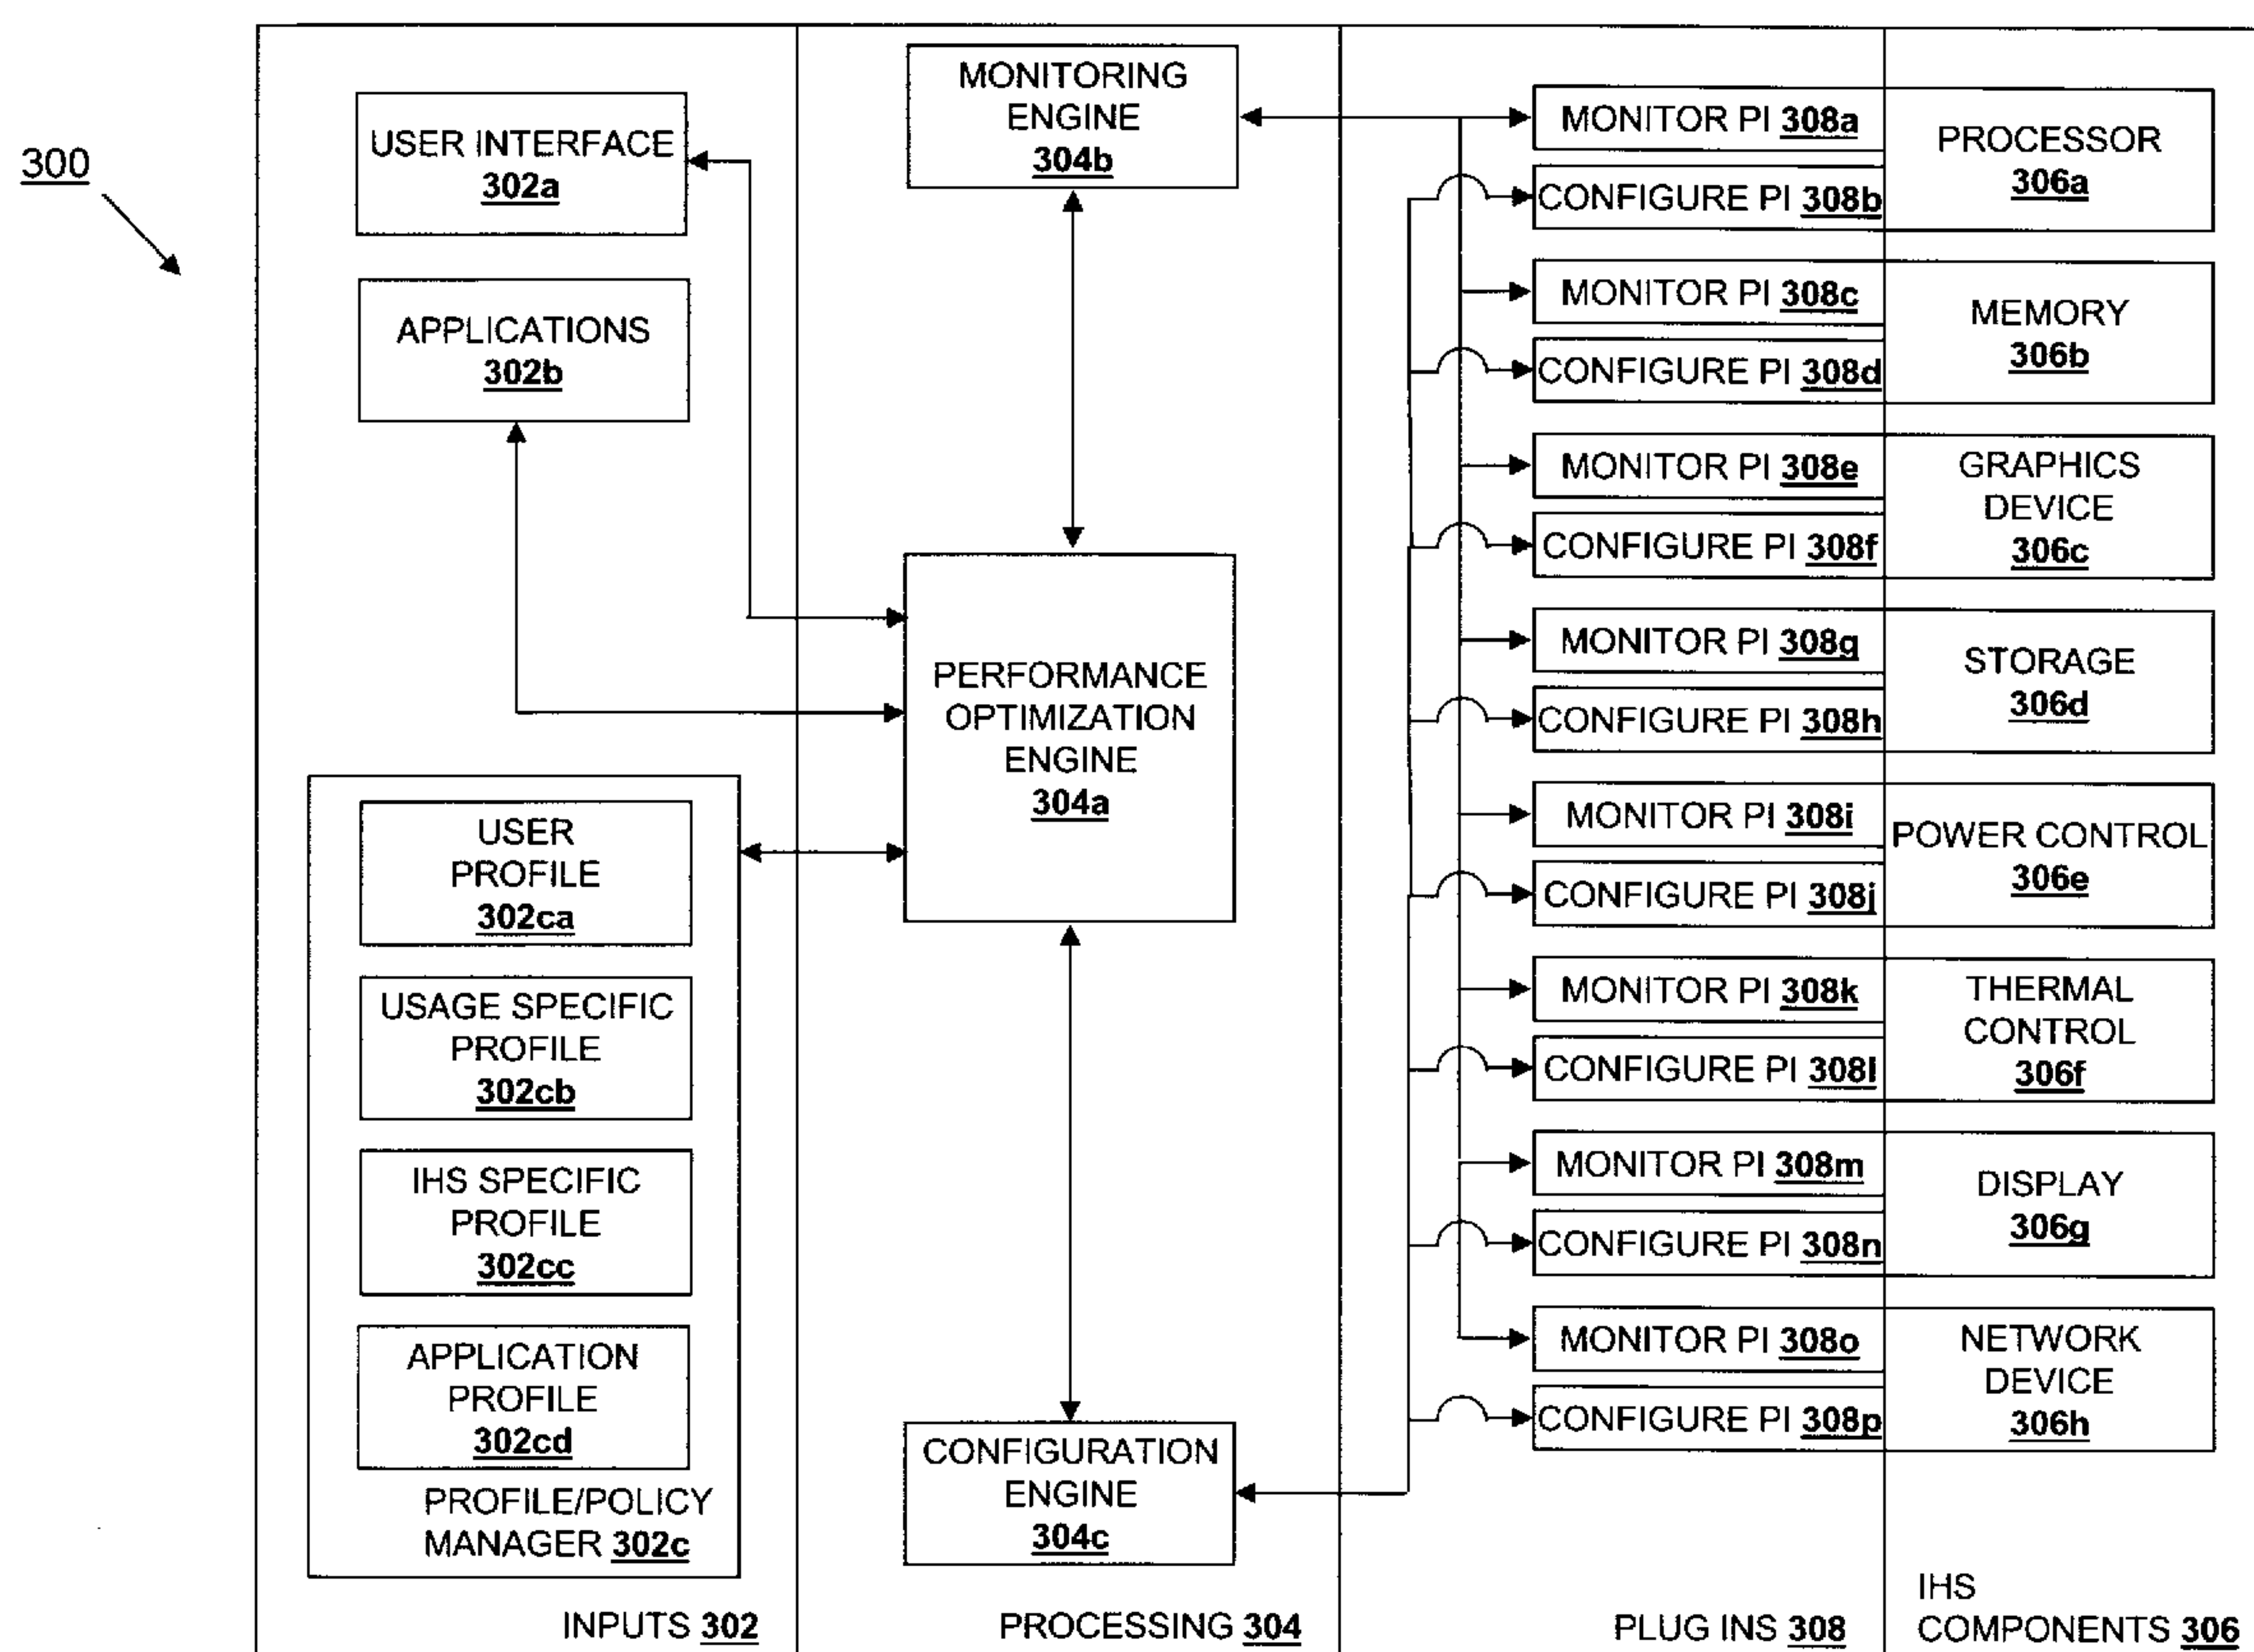 300
USER INTERFACE
302a
APPLICATIONS
302b
USER
PROFILE
302ca
USAGE SPECIFIC
PROFILE
302cb
IHS SPECIFIC
PROFILE
302cc
APPLICATION
PROFILE
302cd
PROFILE/POLICY
MANAGER 302c
INPUTS 302
MONITORING
ENGINE
304b
PERFORMANCE
OPTIMIZATION
ENGINE
304a
CONFIGURATION
ENGINE
304c
PROCESSING 304
MONITOR PI 308a
CONFIGURE PI 308b
MONITOR PI 308c
CONFIGURE PI 308d
MONITOR PI 308e
CONFIGURE PI 308f
MONITOR PI 308g
CONFIGURE PI 308h
MONITOR PI 308i
CONFIGURE PI 308j
MONITOR PI 308k
CONFIGURE PI 308l
MONITOR PI 308m
CONFIGURE PI 308n
MONITOR PI 308o
CONFIGURE PI 308p
PLUG INS 308
PROCESSOR
306a
MEMORY
306b
GRAPHICS
DEVICE
306c
STORAGE
306d
POWER CONTROL
306e
THERMAL
CONTROL
306f
DISPLAY
306g
NETWORK
DEVICE
306h
IHS
COMPONENTS 306